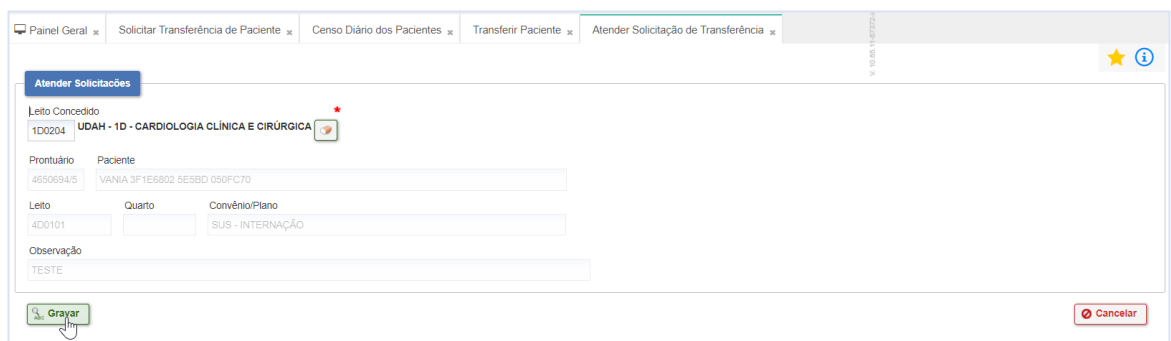 Painel Geral
Solicitar Transferência de Paciente
Censo Diário dos Pacientes
Transferir Paciente
Atender Solicitação de Transferência
Atender Solicitacões
Leito Concedido *
1D0204 UDAH - 1D - CARDIOLOGIA CLÍNICA E CIRÚRGICA
Prontuário Paciente
4650694/5 VANIA 3F1E6802 5E5BD 050FC70
Leito Quarto Convênio/Plano
4D0101 SUS - INTERNAÇÃO
Observação
TESTE
Gravar
Cancelar